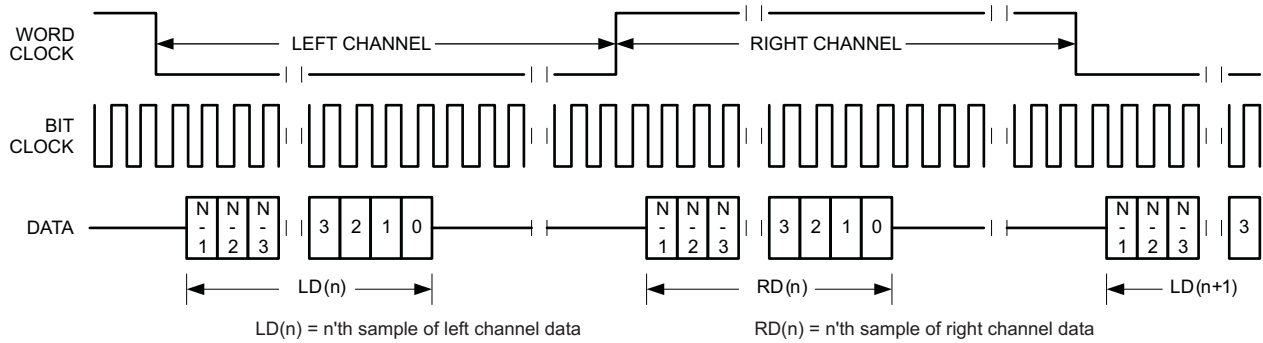 WORD
CLOCK
LEFT CHANNEL
RIGHT CHANNEL
BIT
CLOCK
DATA
N
-
1
N
-
2
N
-
3
3 2 1 0
N
-
1
N
-
2
N
-
3
3 2 1 0
N
-
1
N
-
2
N
-
3
3
LD(n)
RD(n)
LD(n+1)
LD(n) = n'th sample of left channel data
RD(n) = n'th sample of right channel data